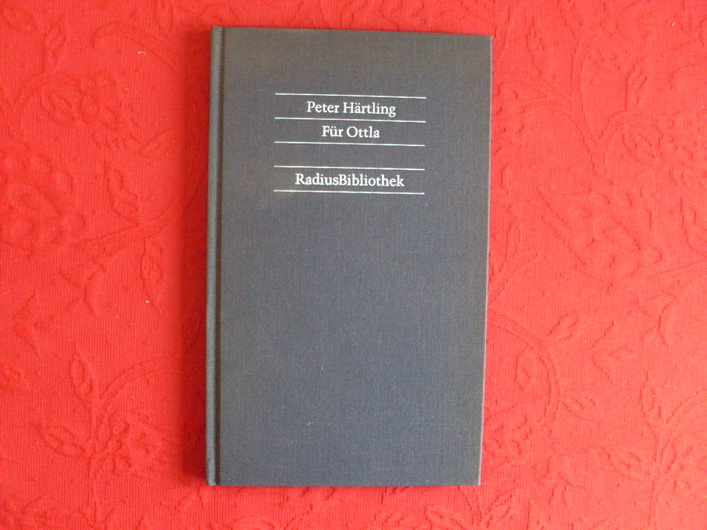 Peter Härtling
Für Ottla
RadiusBibliothek